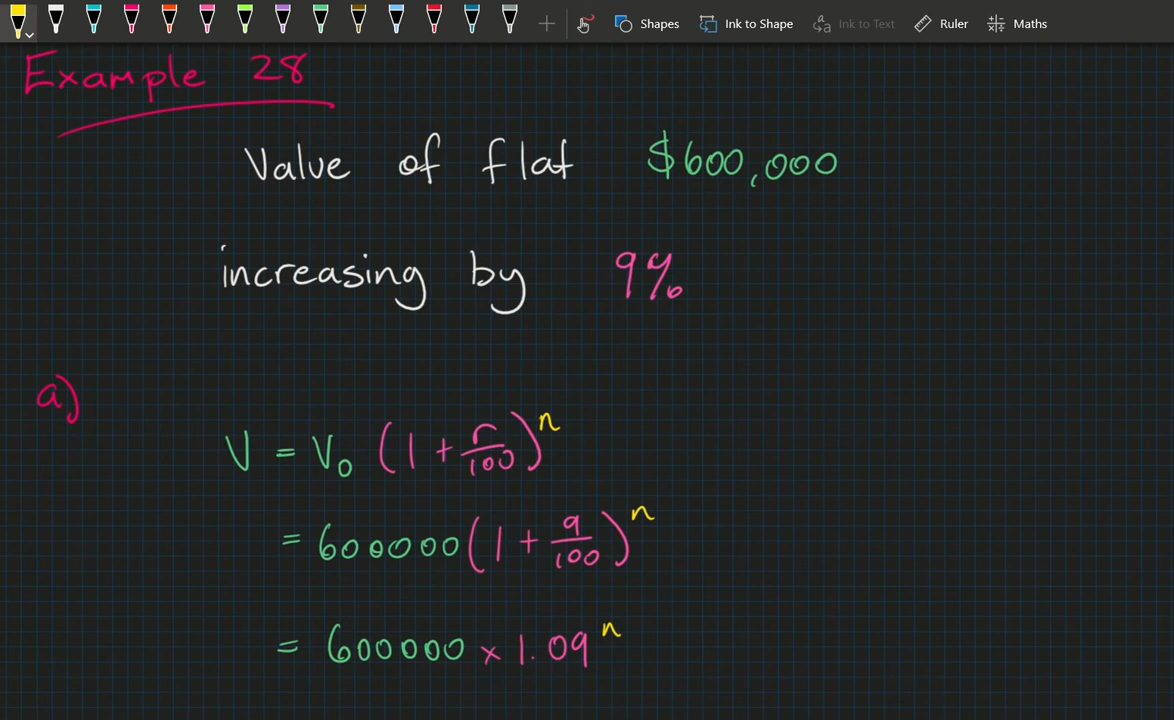 Shapes Ink to Shape Ink to Text Ruler Maths
Example 28
Value of flat $600,000
increasing by 9%
a)
V = V₀ (1 + r/100)ⁿ
= 600000 (1 + 9/100)ⁿ
= 600000 × 1.09ⁿ